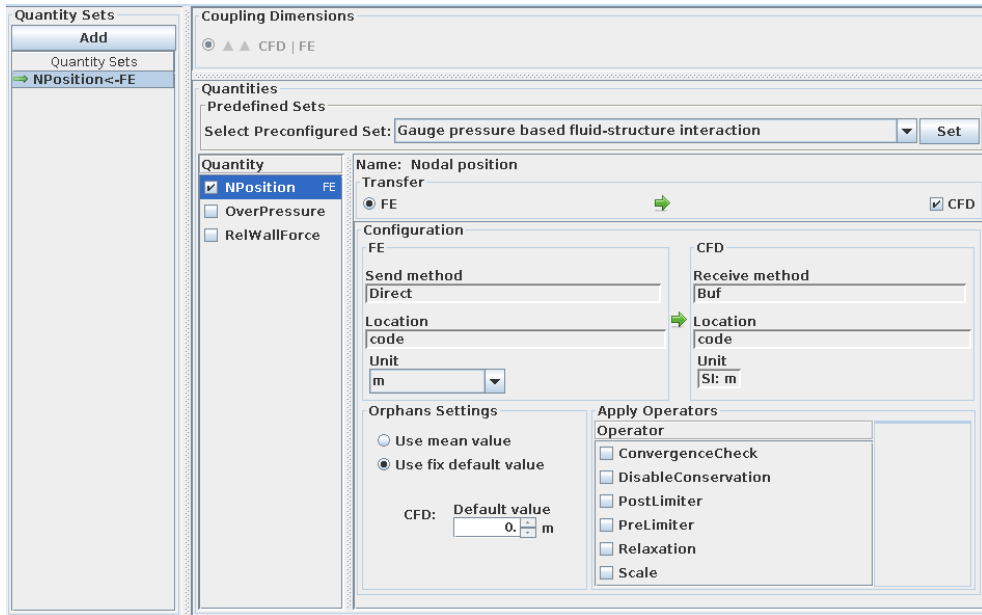 Quantity Sets
Add
Quantity Sets
NPosition<-FE
Coupling Dimensions
CFD | FE
Quantities
Predefined Sets
Select Preconfigured Set: Gauge pressure based fluid-structure interaction Set
Quantity
NPosition FE
OverPressure
RelWallForce
Name: Nodal position
Transfer
FE CFD
Configuration
FE
Send method
Direct
Location
code
Unit
m
CFD
Receive method
Buf
Location
code
Unit
SI: m
Orphans Settings
Use mean value
Use fix default value
Default value
CFD: 0. m
Apply Operators
Operator
ConvergenceCheck
DisableConservation
PostLimiter
PreLimiter
Relaxation
Scale